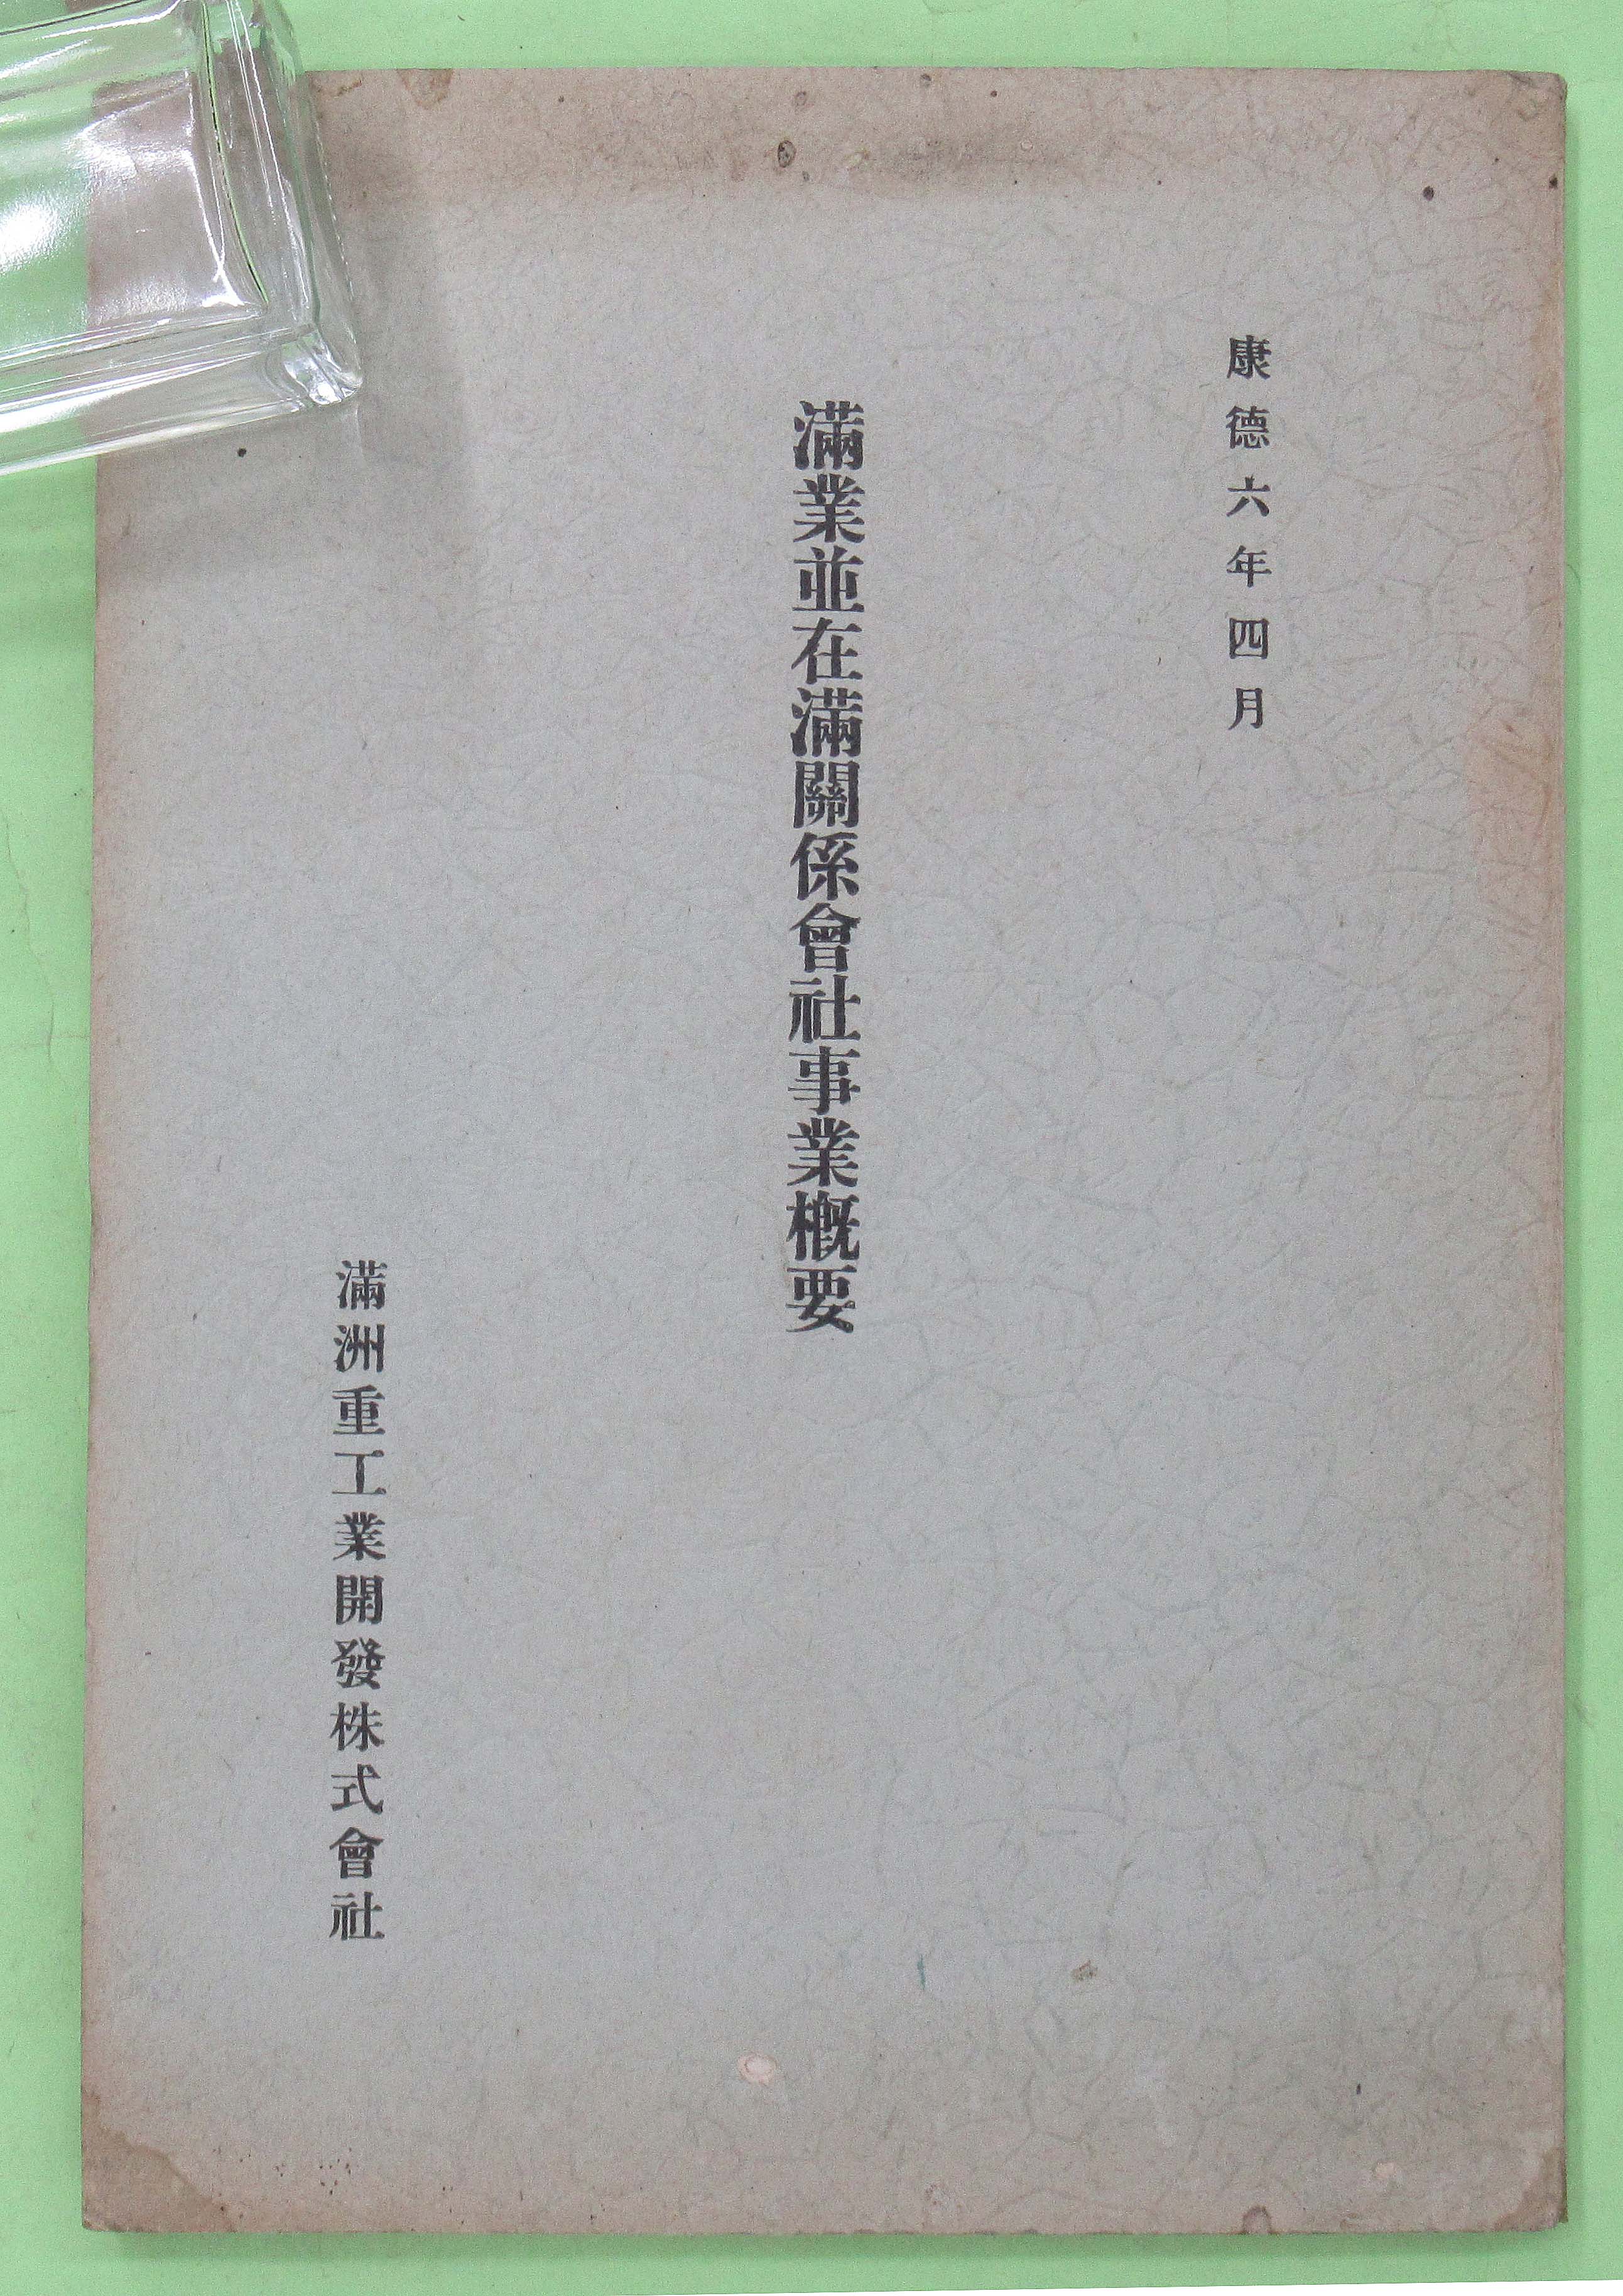 康德六年四月
滿業並在滿關係會社事業槪要
滿洲重工業開發株式會社